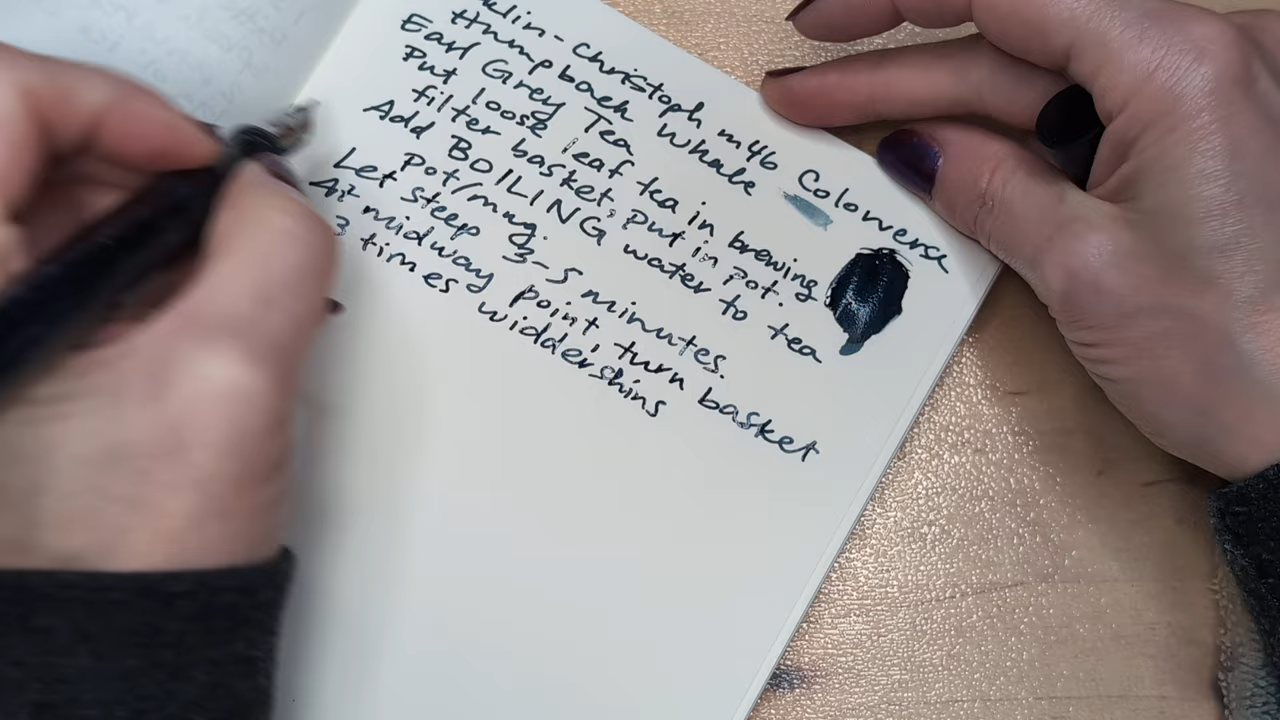 Christoph m46 Colorverse
Humpback Whale
Earl Grey Tea
Put loose leaf tea in brewing
filter basket, put in pot.
Add BOILING water to tea
pot/mug.
Let steep 3-5 minutes.
At midway point, turn basket
3 times widdershins